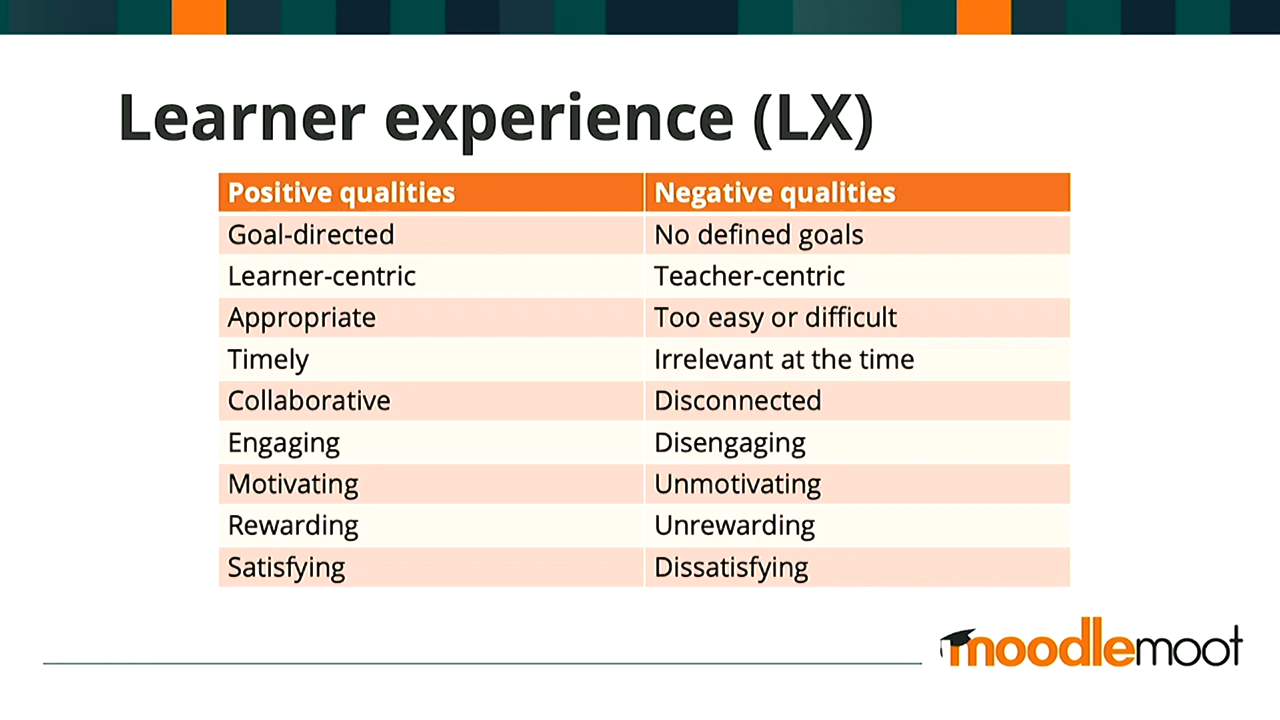 Learner experience (LX)
Positive qualities Negative qualities
Goal-directed No defined goals
Learner-centric Teacher-centric
Appropriate Too easy or difficult
Timely Irrelevant at the time
Collaborative Disconnected
Engaging Disengaging
Motivating Unmotivating
Rewarding Unrewarding
Satisfying Dissatisfying
moodlemoot